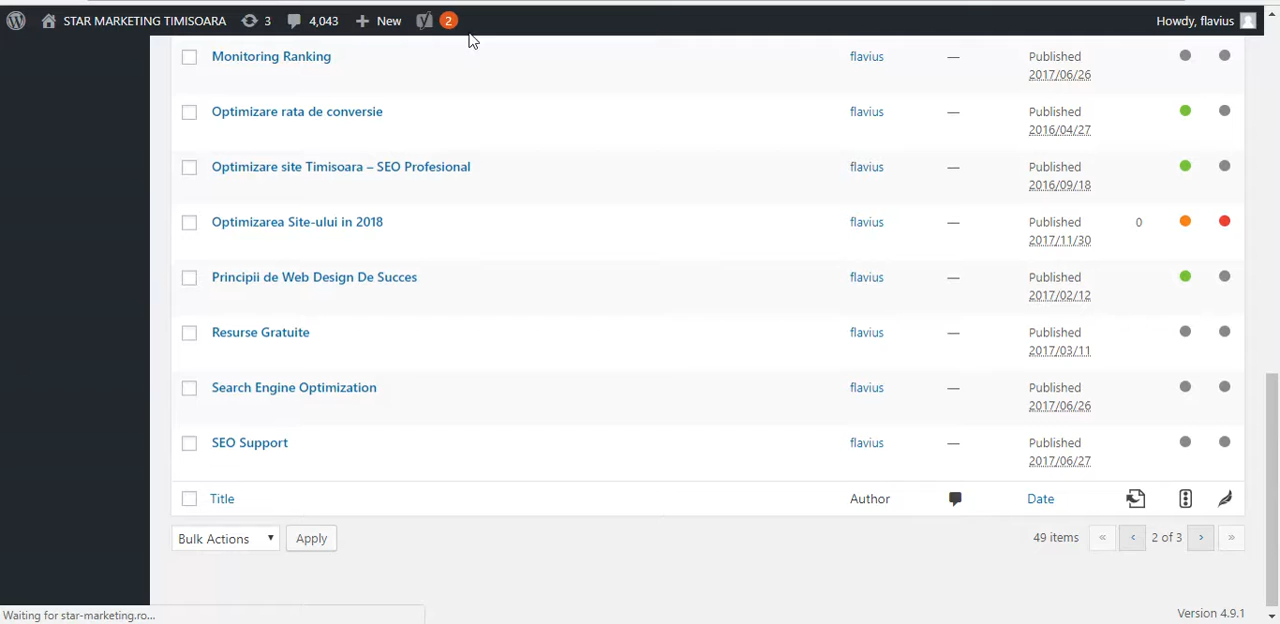 STAR MARKETING TIMISOARA 3 4,043 New 2 Howdy, flavius
Monitoring Ranking flavius — Published
2017/06/26
Optimizare rata de conversie flavius — Published
2016/04/27
Optimizare site Timisoara – SEO Profesional flavius — Published
2016/09/18
Optimizarea Site-ului in 2018 flavius — Published 0
2017/11/30
Principii de Web Design De Succes flavius — Published
2017/02/12
Resurse Gratuite flavius — Published
2017/03/11
Search Engine Optimization flavius — Published
2017/06/26
SEO Support flavius — Published
2017/06/27
Title Author Date
Bulk Actions Apply 49 items « ‹ 2 of 3 › »
Waiting for star-marketing.ro...
Version 4.9.1